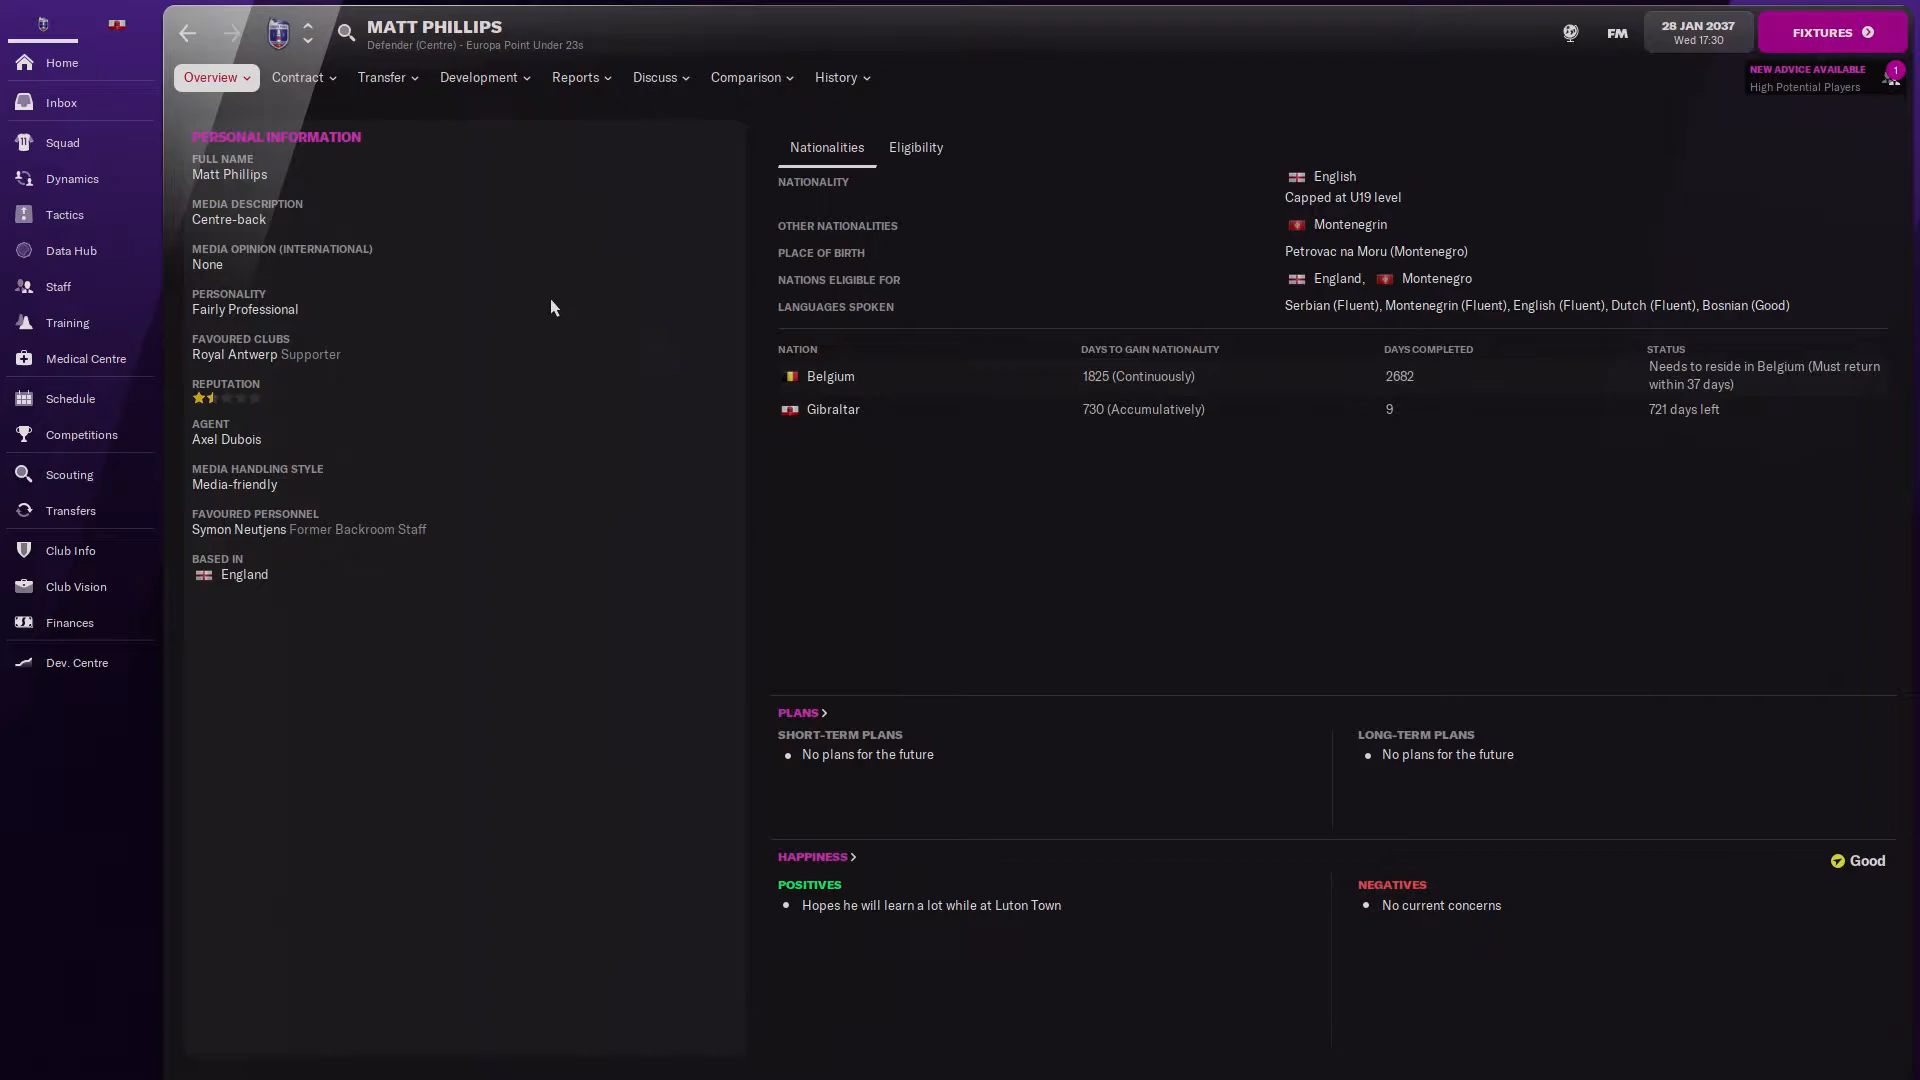 MATT PHILLIPS
Defender (Centre) - Europa Point Under 23s
FM
28 JAN 2037
Wed 17:30
FIXTURES
Overview
Contract
Transfer
Development
Reports
Discuss
Comparison
History
NEW ADVICE AVAILABLE
High Potential Players
1
Home
Inbox
Squad
Dynamics
Tactics
Data Hub
Staff
Training
Medical Centre
Schedule
Competitions
Scouting
Transfers
Club Info
Club Vision
Finances
Dev. Centre
PERSONAL INFORMATION
FULL NAME
Matt Phillips
MEDIA DESCRIPTION
Centre-back
MEDIA OPINION (INTERNATIONAL)
None
PERSONALITY
Fairly Professional
FAVOURED CLUBS
Royal Antwerp Supporter
REPUTATION
AGENT
Axel Dubois
MEDIA HANDLING STYLE
Media-friendly
FAVOURED PERSONNEL
Symon Neutjens Former Backroom Staff
BASED IN
England
Nationalities
Eligibility
NATIONALITY
English
Capped at U19 level
OTHER NATIONALITIES
Montenegrin
PLACE OF BIRTH
Petrovac na Moru (Montenegro)
NATIONS ELIGIBLE FOR
England, Montenegro
LANGUAGES SPOKEN
Serbian (Fluent), Montenegrin (Fluent), English (Fluent), Dutch (Fluent), Bosnian (Good)
NATION
DAYS TO GAIN NATIONALITY
DAYS COMPLETED
STATUS
Belgium
1825 (Continuously)
2682
Needs to reside in Belgium (Must return
within 37 days)
Gibraltar
730 (Accumulatively)
9
721 days left
PLANS
SHORT-TERM PLANS
No plans for the future
LONG-TERM PLANS
No plans for the future
HAPPINESS
Good
POSITIVES
Hopes he will learn a lot while at Luton Town
NEGATIVES
No current concerns